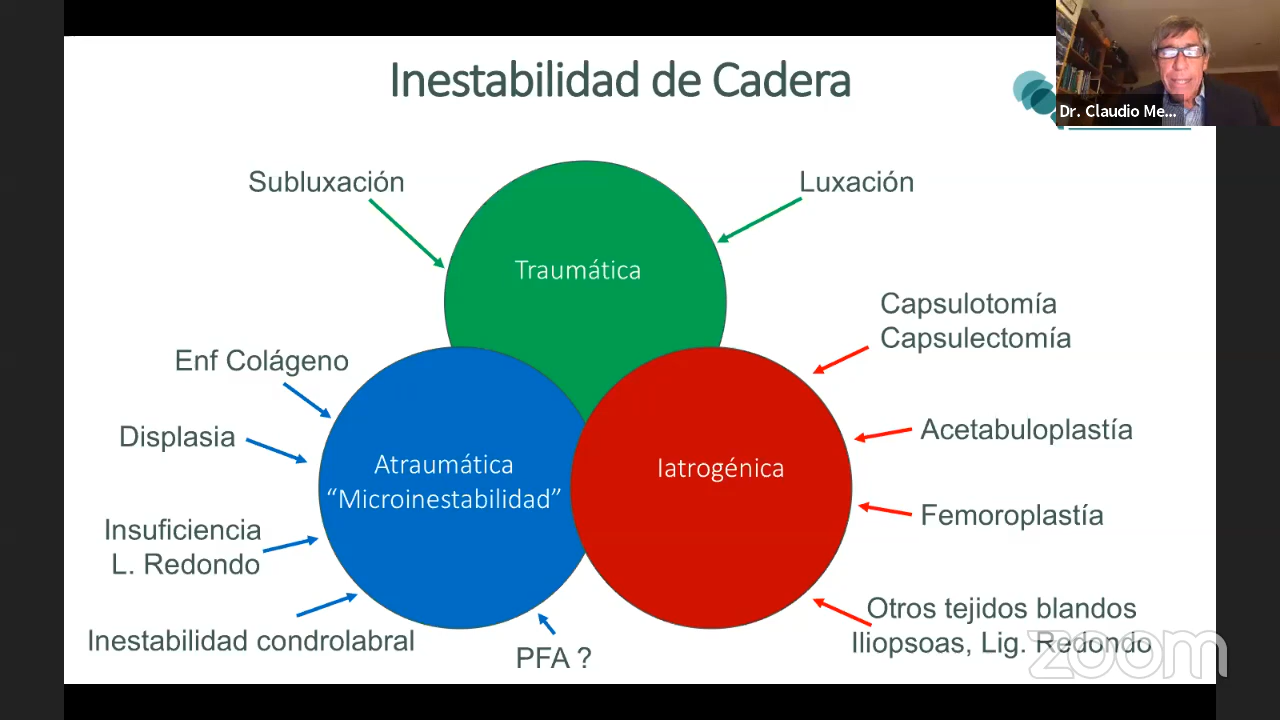 Inestabilidad de Cadera
Dr. Claudio Me...
Subluxación
Luxación
Traumática
Capsulotomía
Capsulectomía
Enf Colágeno
Displasia
Acetabuloplastía
Atraumática
“Microinestabilidad”
Iatrogénica
Insuficiencia
L. Redondo
Femoroplastía
Inestabilidad condrolabral
PFA ?
Otros tejidos blandos
Iliopsoas, Lig. Redondo
zoom